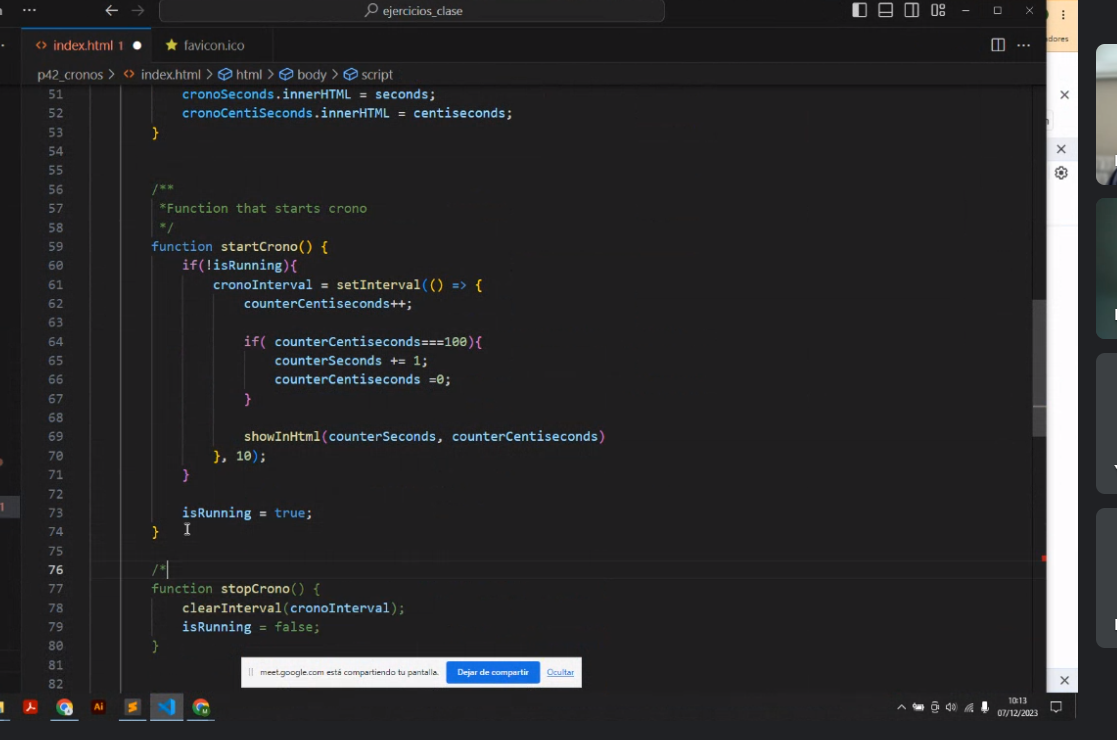 ejercicios_clase
index.html 1
favicon.ico
p42_cronos > index.html > html > body > script
51 cronoSeconds.innerHTML = seconds;
52 cronoCentiSeconds.innerHTML = centiseconds;
53 }
54
55
56 /**
57 *Function that starts crono
58 */
59 function startCrono() {
60 if(!isRunning){
61 cronoInterval = setInterval(() => {
62 counterCentiseconds++;
63
64 if( counterCentiseconds===100){
65 counterSeconds += 1;
66 counterCentiseconds =0;
67 }
68
69 showInHtml(counterSeconds, counterCentiseconds)
70 }, 10);
71 }
72
73 isRunning = true;
74 }
75
76 /*
77 function stopCrono() {
78 clearInterval(cronoInterval);
79 isRunning = false;
80 }
81
82
meet.google.com está compartiendo tu pantalla. Dejar de compartir Ocultar
Ai
10:13
07/12/2023